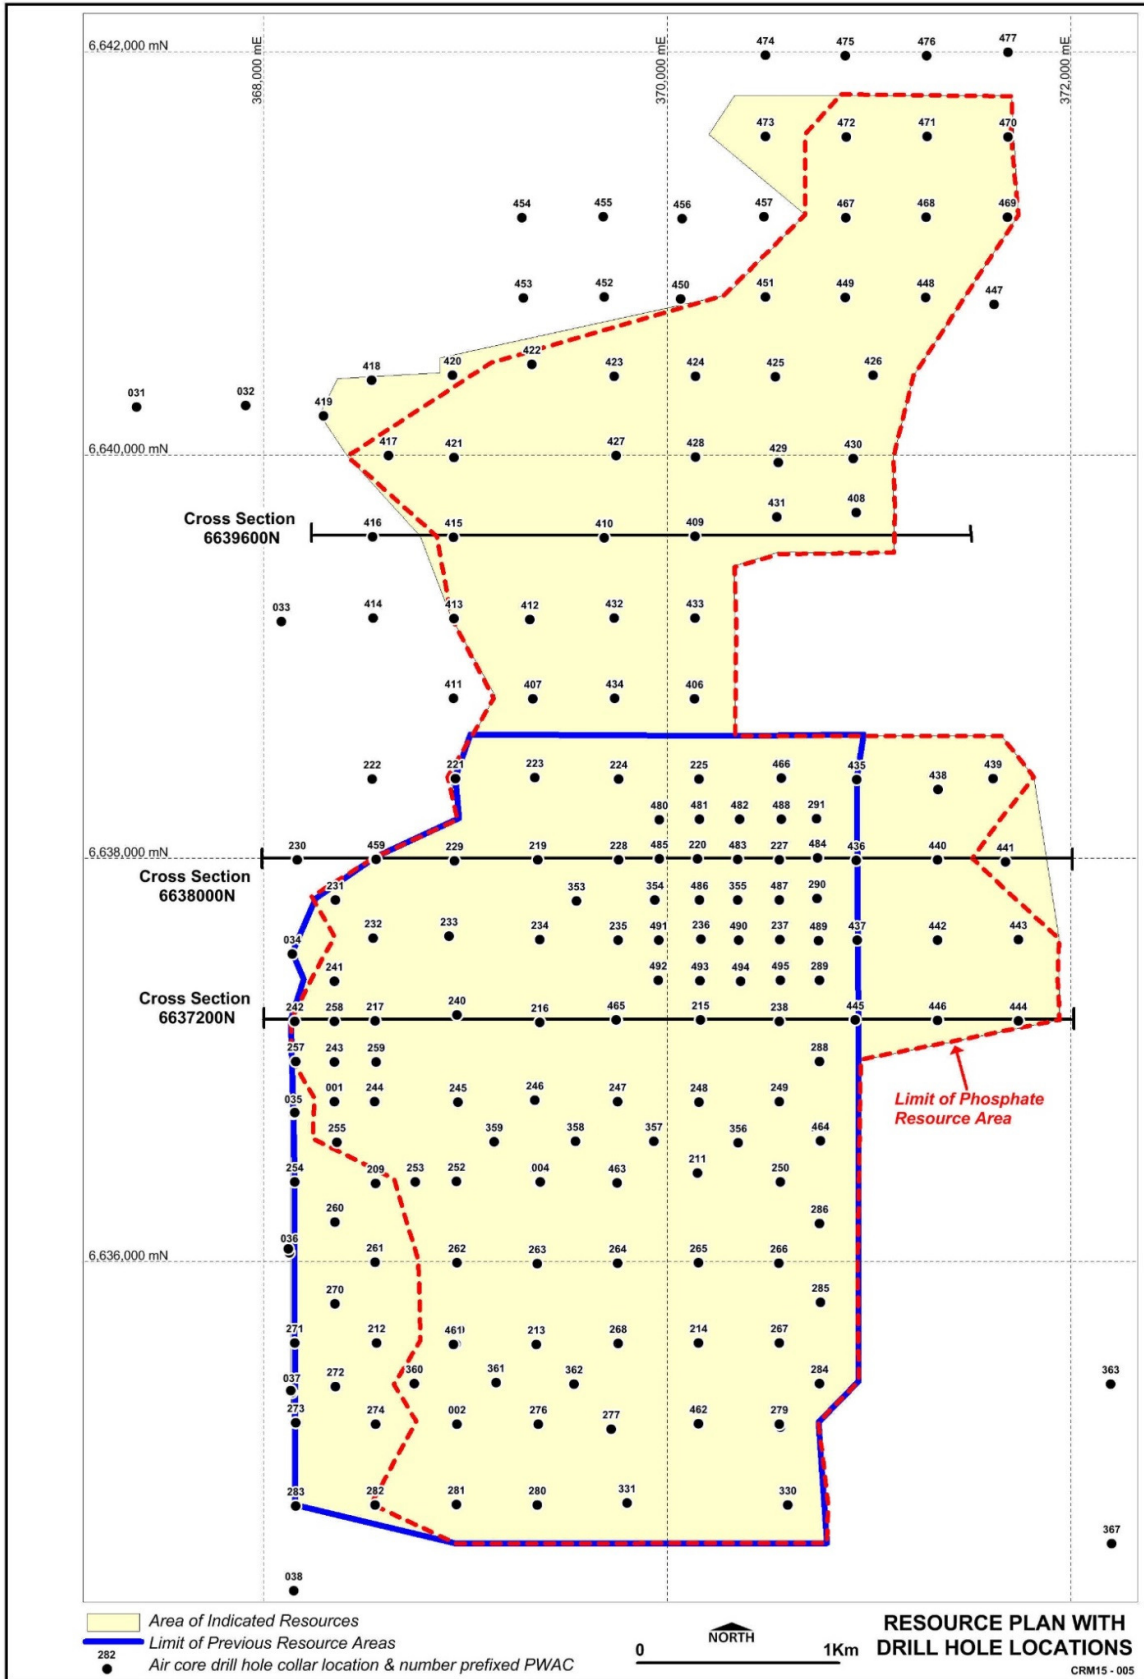 368,000 mE
370,000 mE
372,000 mE
474 475 476 477
6,642,000 mN
473 472 471 470
454 455 456 457 467 468 469
453 452 450 451 449 448 447
418 420 422 423 424 425 426
031 032 419
6,640,000 mN
417 421 427 428 429 430
431 408
Cross Section
6639600N
416 415 410 409
033 414 413 412 432 433
411 407 434 406
222 221 223 224 225 466 435 438 439
480 481 482 488 291
6,638,000 mN
230 459 229 219 228 485 220 483 227 484 436 440 441
Cross Section
6638000N
231 353 354 486 355 487 290
034 232 233 234 235 491 236 490 237 489 437 442 443
241 492 493 494 495 289
Cross Section
6637200N
242 258 217 240 216 465 215 238 445 446 444
257 243 259 288
Limit of Phosphate
Resource Area
035 001 244 245 246 247 248 249
255 359 358 357 356 464
254 209 253 252 004 463 211 250
260 286
036
6,636,000 mN
261 262 263 264 265 266
270 285
271 212 461 213 268 214 267
037 272 360 361 362 284 363
273 274 002 276 277 462 279
283 282 281 280 331 330
367
038
Area of Indicated Resources
Limit of Previous Resource Areas
282
Air core drill hole collar location & number prefixed PWAC
NORTH
0 1Km
RESOURCE PLAN WITH
DRILL HOLE LOCATIONS
CRM15 - 005